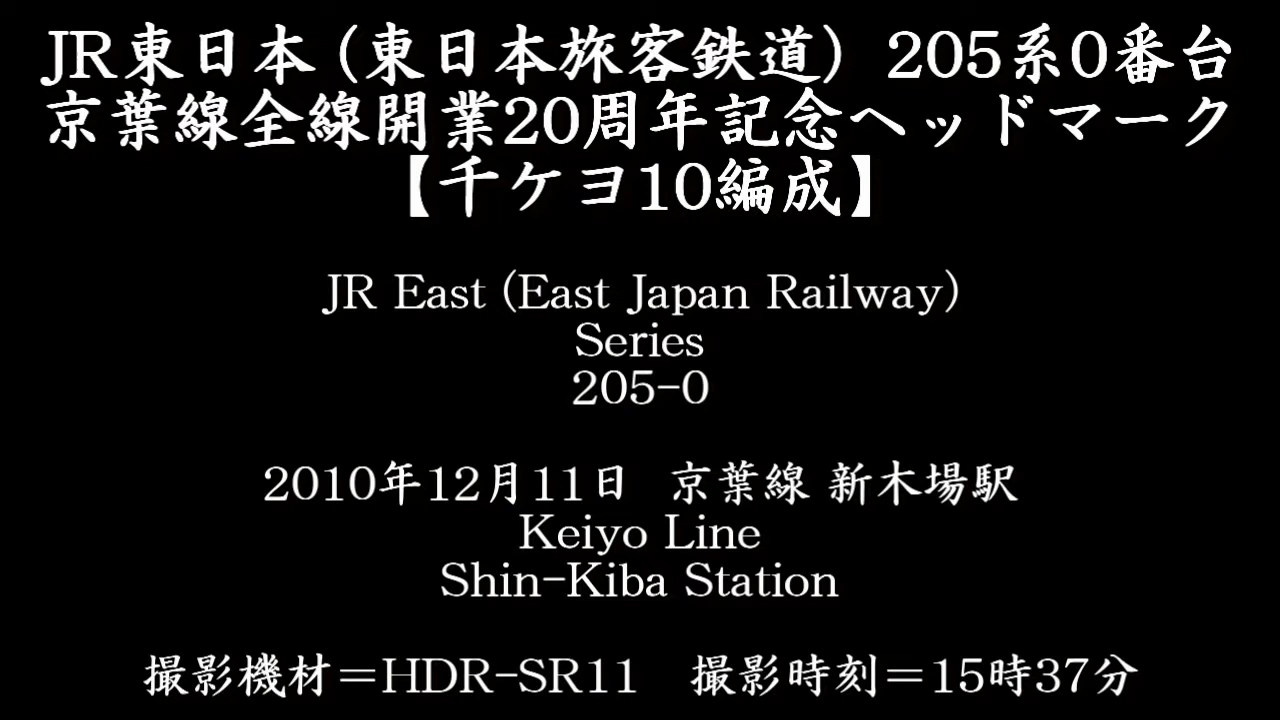 JR東日本(東日本旅客鉄道) 205系0番台
京葉線全線開業20周年記念ヘッドマーク
【千ケヨ10編成】
JR East (East Japan Railway)
Series
205-0
2010年12月11日 京葉線 新木場駅
Keiyo Line
Shin-Kiba Station
撮影機材=HDR-SR11 撮影時刻=15時37分